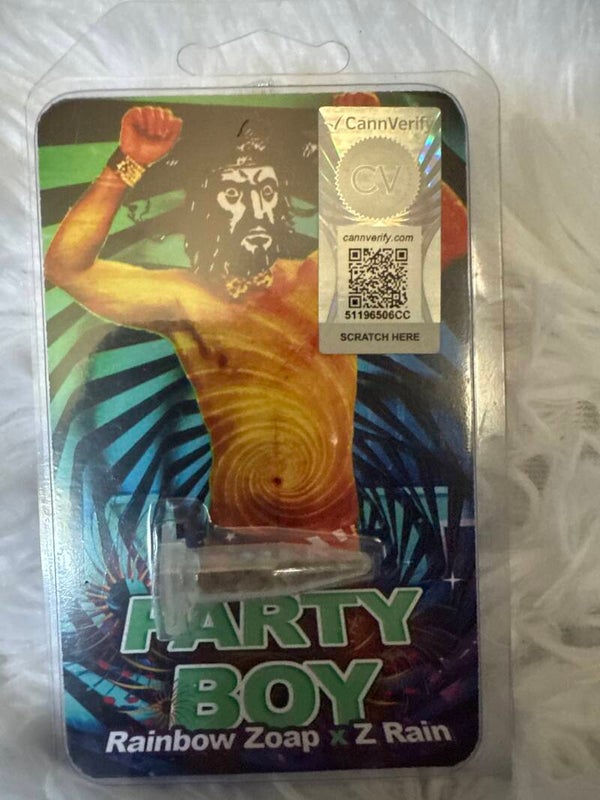 CannVerify
CV
cannverify.com
51196506CC
SCRATCH HERE
PARTY
BOY
Rainbow Zoap x Z Rain